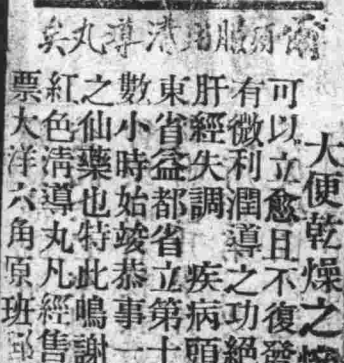 服用清導丸矣
大便乾燥之
可以立愈且不復發
有微利潤導之功絕
肝經失調 疾病頭
東省益都省立第十
數小時始竣恭事
之仙藥也特此鳴謝
紅色清導丸凡經售
票大洋六角原班郵